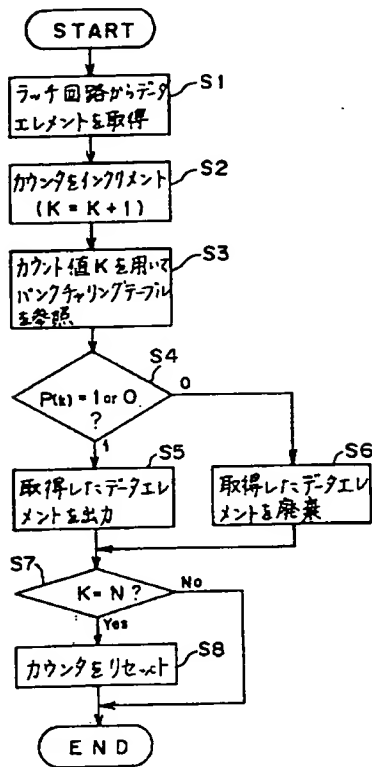 START
S1
ラッチ回路からデータ
エレメントを取得
S2
カウンタをインクリメント
(K = K + 1)
S3
カウント値Kを用いて
パンクチャリングテーブル
を参照
S4
P(k) = 1 or 0
?
0
1
S5
取得したデータエレ
メントを出力
S6
取得したデータエレ
メントを廃棄
S7
K = N ?
No
Yes
S8
カウンタをリセット
END